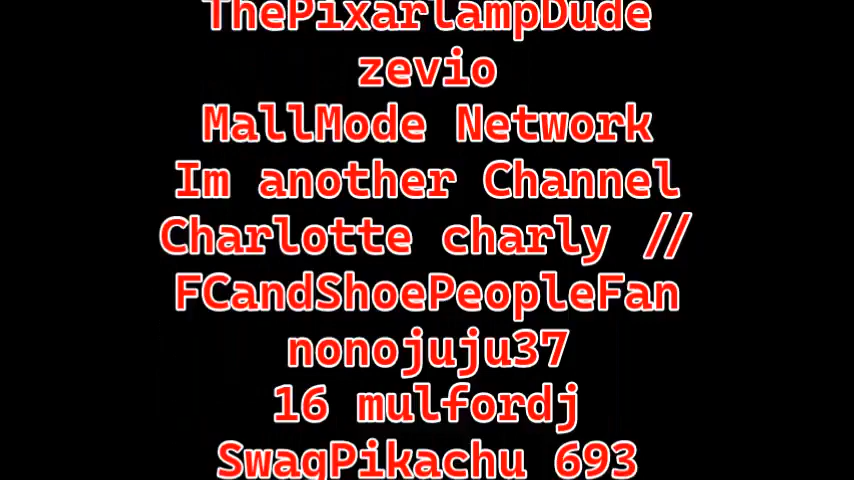 ThePixarlampDude
zevio
MallMode Network
Im another Channel
Charlotte charly //
FCandShoePeopleFan
nonojuju37
16 mulfordj
SwagPikachu 693